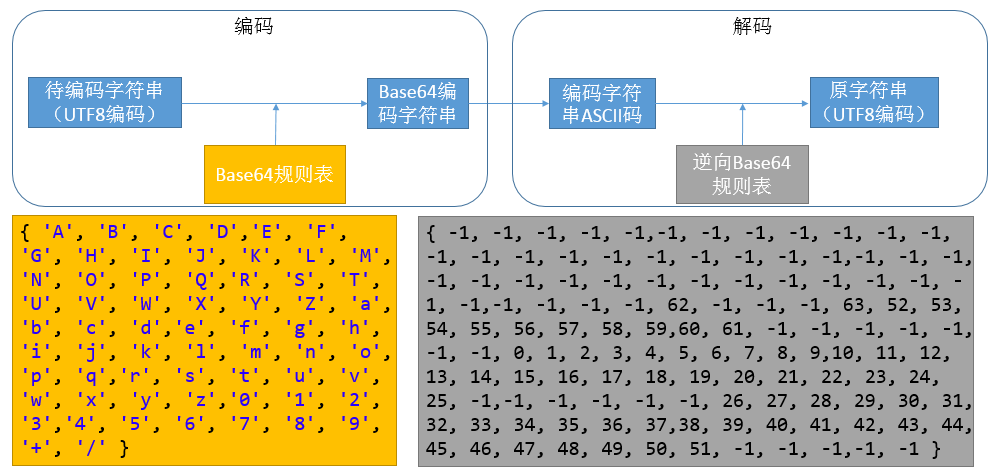 编码
解码
待编码字符串
（UTF8编码）
Base64编
码字符串
编码字符
串ASCII码
原字符串
（UTF8编码）
Base64规则表
逆向Base64
规则表
{ 'A', 'B', 'C', 'D','E', 'F',
'G', 'H', 'I', 'J', 'K', 'L', 'M',
'N', 'O', 'P', 'Q','R', 'S', 'T',
'U', 'V', 'W', 'X', 'Y', 'Z', 'a',
'b', 'c', 'd','e', 'f', 'g', 'h',
'i', 'j', 'k', 'l', 'm', 'n', 'o',
'p', 'q','r', 's', 't', 'u', 'v',
'w', 'x', 'y', 'z','0', '1', '2',
'3','4', '5', '6', '7', '8', '9',
'+', '/' }
{ -1, -1, -1, -1, -1,-1, -1, -1, -1, -1, -1, -1,
-1, -1, -1, -1, -1, -1, -1, -1, -1, -1,-1, -1, -1,
-1, -1, -1, -1, -1, -1, -1, -1, -1, -1, -1, -1, -
1, -1,-1, -1, -1, -1, 62, -1, -1, -1, 63, 52, 53,
54, 55, 56, 57, 58, 59,60, 61, -1, -1, -1, -1, -1,
-1, -1, 0, 1, 2, 3, 4, 5, 6, 7, 8, 9,10, 11, 12,
13, 14, 15, 16, 17, 18, 19, 20, 21, 22, 23, 24,
25, -1,-1, -1, -1, -1, -1, 26, 27, 28, 29, 30, 31,
32, 33, 34, 35, 36, 37,38, 39, 40, 41, 42, 43, 44,
45, 46, 47, 48, 49, 50, 51, -1, -1, -1,-1, -1 }